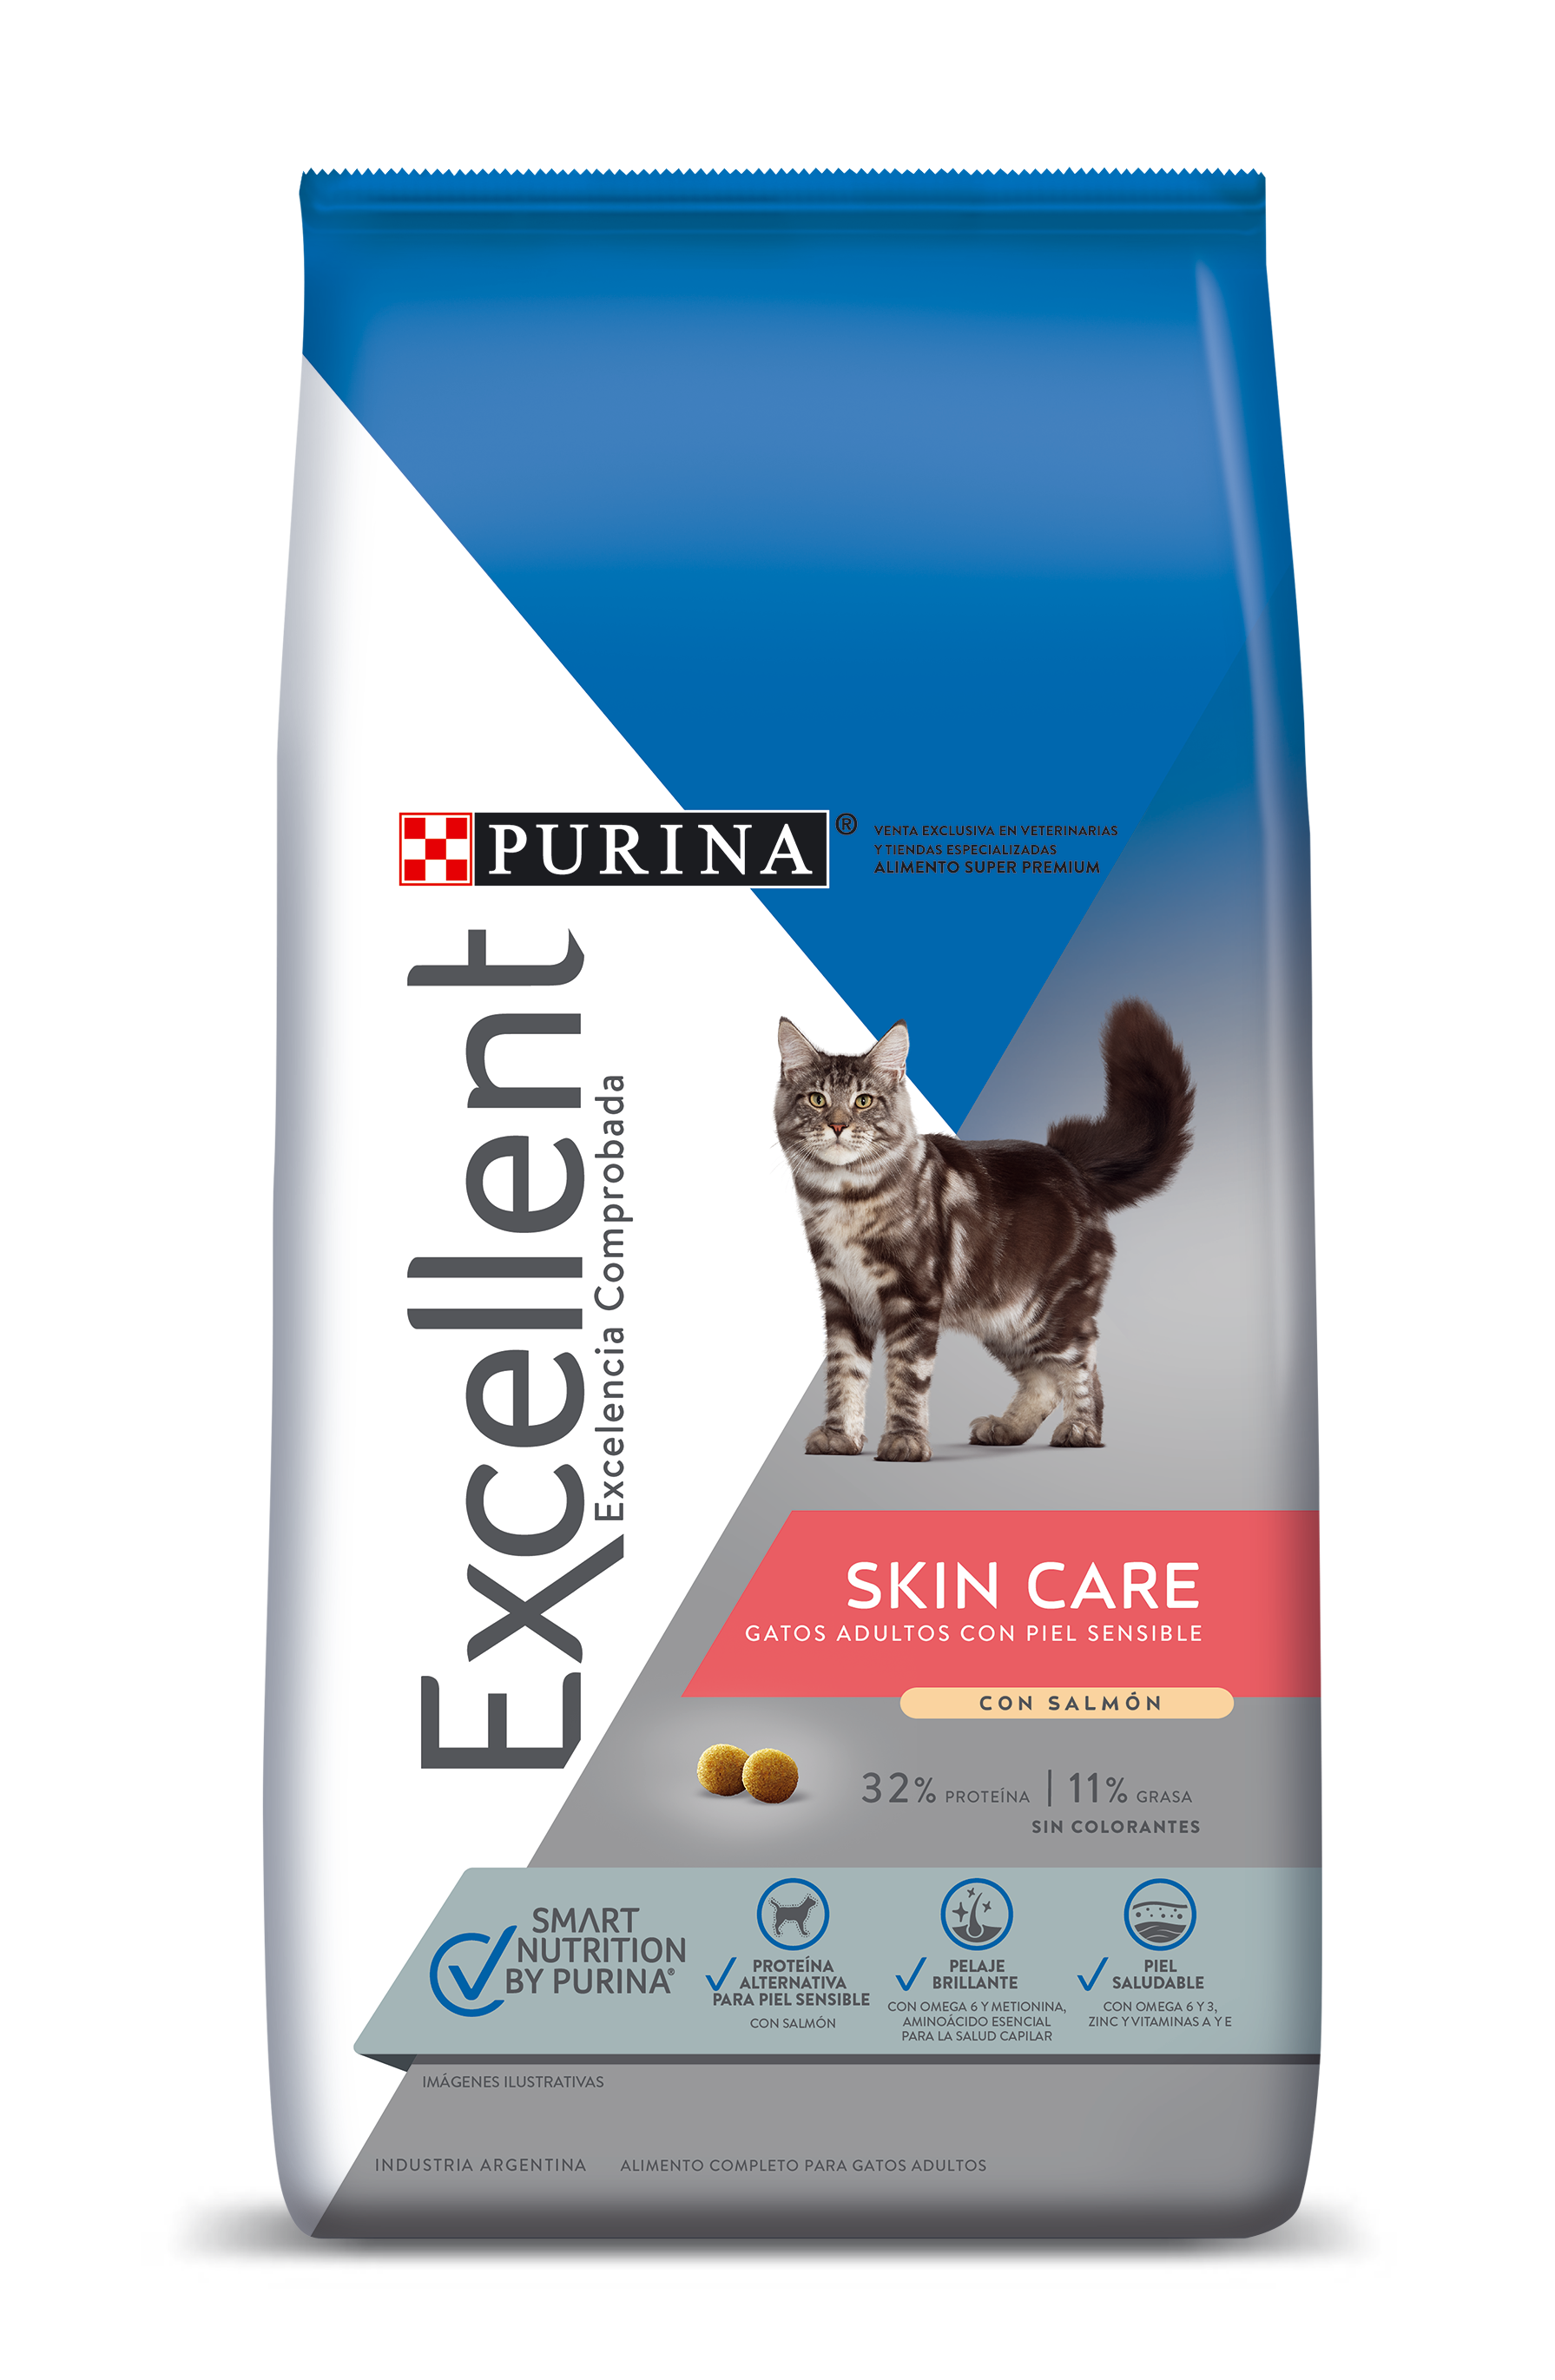 PURINA®
VENTA EXCLUSIVA EN VETERINARIAS
Y TIENDAS ESPECIALIZADAS
ALIMENTO SUPER PREMIUM
Excellent
Excelencia Comprobada
SKIN CARE
GATOS ADULTOS CON PIEL SENSIBLE
CON SALMÓN
32% PROTEÍNA | 11% GRASA
SIN COLORANTES
SMART
NUTRITION
BY PURINA®
PROTEÍNA
ALTERNATIVA
PARA PIEL SENSIBLE
CON SALMÓN
PELAJE
BRILLANTE
CON OMEGA 6 Y METIONINA,
AMINOÁCIDO ESENCIAL
PARA LA SALUD CAPILAR
PIEL
SALUDABLE
CON OMEGA 6 Y 3,
ZINC Y VITAMINAS A Y E
IMÁGENES ILUSTRATIVAS
INDUSTRIA ARGENTINA ALIMENTO COMPLETO PARA GATOS ADULTOS